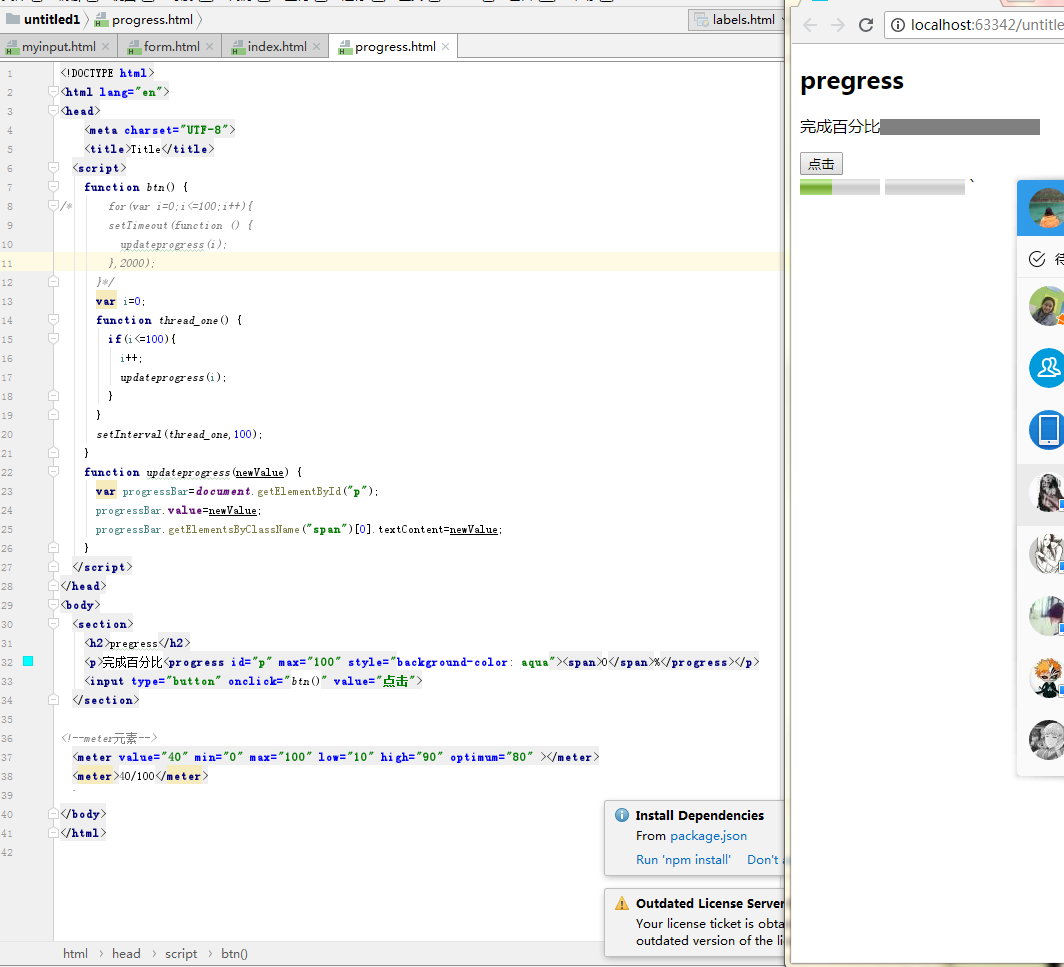 untitled1 progress.html labels.html
myinput.html form.html index.html progress.html
1 <!DOCTYPE html>
2 <html lang="en">
3 <head>
4 <meta charset="UTF-8">
5 <title>Title</title>
6 <script>
7 function btn() {
8 /* for(var i=0;i<=100;i++){
9 setTimeout(function () {
10 updateprogress(i);
11 },2000);
12 }*/
13 var i=0;
14 function thread_one() {
15 if(i<=100){
16 i++;
17 updateprogress(i);
18 }
19 }
20 setInterval(thread_one,100);
21 }
22 function updateprogress(newValue) {
23 var progressBar=document.getElementById("p");
24 progressBar.value=newValue;
25 progressBar.getElementsByClassName("span")[0].textContent=newValue;
26 }
27 </script>
28 </head>
29 <body>
30 <section>
31 <h2>pregress</h2>
32 <p>完成百分比<progress id="p" max="100" style="background-color: aqua"><span>0</span>%</progress></p>
33 <input type="button" onclick="btn()" value="点击">
34 </section>
35
36 <!--meter元素-->
37 <meter value="40" min="0" max="100" low="10" high="90" optimum="80" ></meter>
38 <meter>40/100</meter>
39 `
40 </body>
41 </html>
42
Install Dependencies
From package.json
Run 'npm install' Don't
Outdated License Server
Your license ticket is obta
outdated version of the li
html head script btn()
localhost:63342/untitle
pregress
完成百分比
点击
`